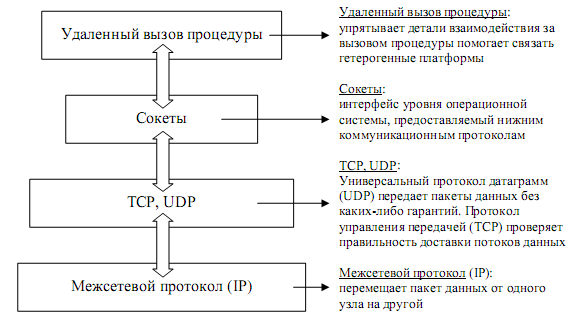 Удаленный вызов процедуры
Удаленный вызов процедуры:
упрятывает детали взаимодействия за
вызовом процедуры помогает связать
гетерогенные платформы
Сокеты
Сокеты:
интерфейс уровня операционной
системы, предоставляемый нижним
коммуникационным протоколам
TCP, UDP
TCP, UDP:
Универсальный протокол датаграмм
(UDP) передает пакеты данных без
каких-либо гарантий. Протокол
управления передачей (TCP) проверяет
правильность доставки потоков данных
Межсетевой протокол (IP)
Межсетевой протокол (IP):
перемещает пакет данных от одного
узла на другой